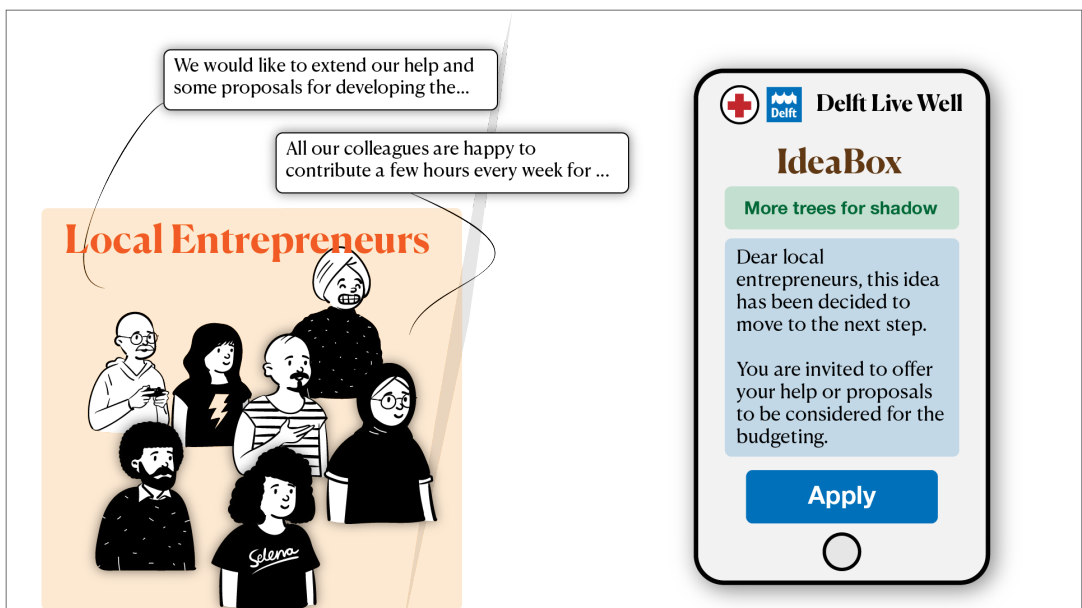 We would like to extend our help and
some proposals for developing the...
All our colleagues are happy to
contribute a few hours every week for ...
Local Entrepreneurs
Selena
Delft
Delft Live Well
IdeaBox
More trees for shadow
Dear local
entrepreneurs, this idea
has been decided to
move to the next step.
You are invited to offer
your help or proposals
to be considered for the
budgeting.
Apply